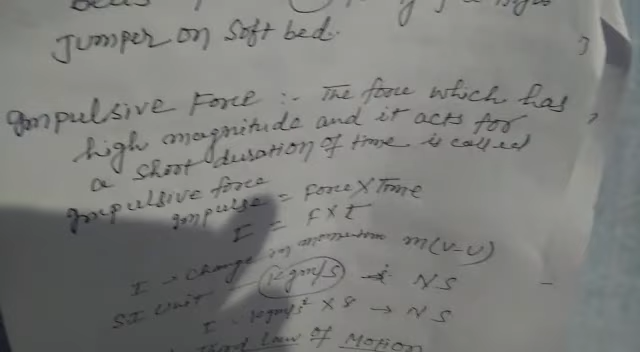 Jumper on Soft bed.
Impulsive Force :- The force which has
high magnitude and it acts for
a short duration of time is called
Impulsive force
Impulse = Force X Time
I = F X t
I → Change in m(v-u)
SI Unit kgm/s NS
I - kgm/s² X s → NS
Third Law of Motion